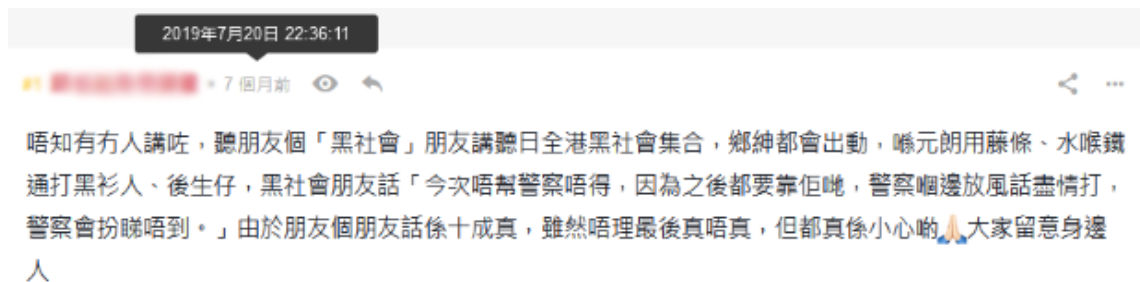 2019年7月20日 22:36:11
#1 • 7 個月前
唔知有冇人講咗，聽朋友個「黑社會」朋友講聽日全港黑社會集合，鄉紳都會出動，喺元朗用藤條、水喉鐵
通打黑衫人、後生仔，黑社會朋友話「今次唔幫警察唔得，因為之後都要靠佢哋，警察嗰邊放風話盡情打，
警察會扮睇唔到。」由於朋友個朋友話係十成真，雖然唔理最後真唔真，但都真係小心啲🙏🏻大家留意身邊
人